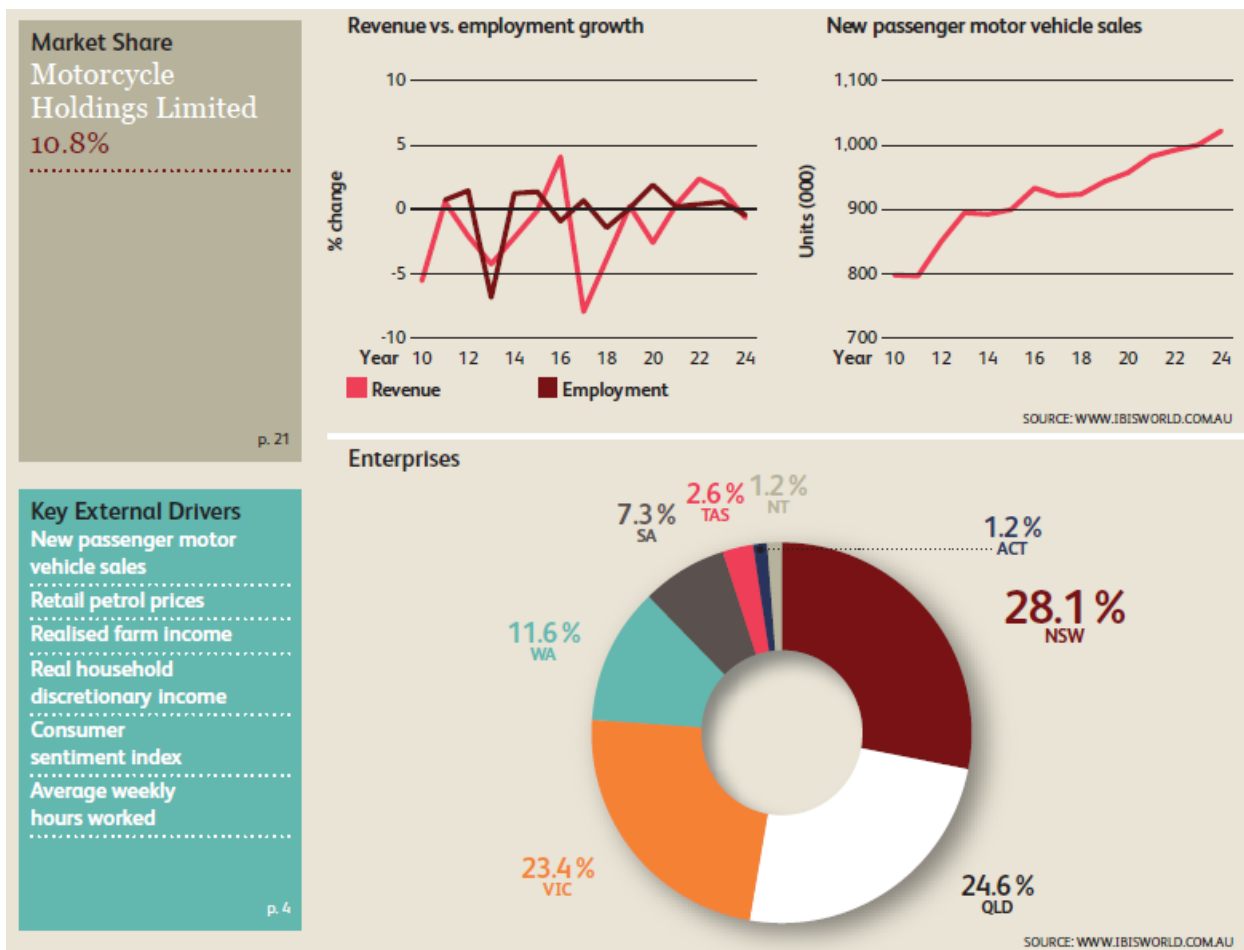 Market Share
Motorcycle
Holdings Limited
10.8%
p. 21
Key External Drivers
New passenger motor
vehicle sales
Retail petrol prices
Realised farm income
Real household
discretionary income
Consumer
sentiment index
Average weekly
hours worked
p. 4
Revenue vs. employment growth
% change
10
5
0
-5
-10
Year 10 12 14 16 18 20 22 24
Revenue Employment
New passenger motor vehicle sales
Units (000)
1,100
1,000
900
800
700
Year 10 12 14 16 18 20 22 24
SOURCE: WWW.IBISWORLD.COM.AU
Enterprises
7.3%
SA
2.6%
TAS
1.2%
NT
1.2%
ACT
28.1%
NSW
11.6%
WA
23.4%
VIC
24.6%
QLD
SOURCE: WWW.IBISWORLD.COM.AU